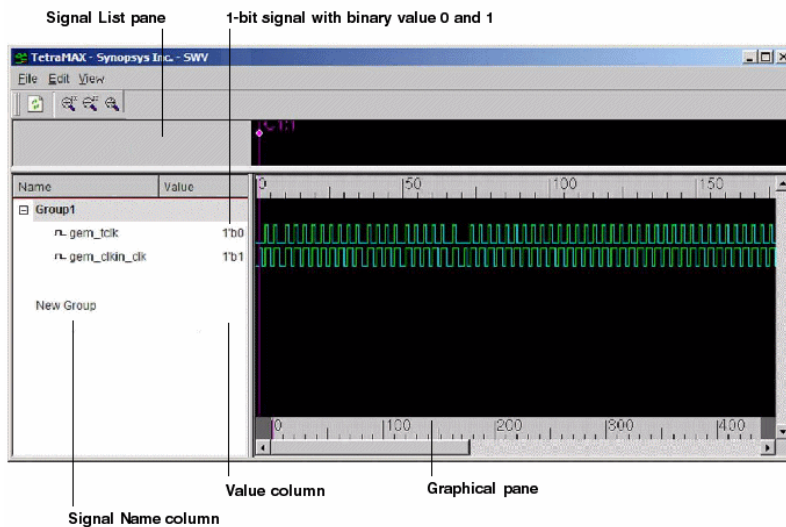 Signal List pane
1-bit signal with binary value 0 and 1
TetraMAX - Synopsys Inc. - SWV
File Edit View
C1:1
Name Value
0 50 100 150
Group1
gem_tclk 1'b0
gem_clkin_clk 1'b1
New Group
0 100 200 300 400
Value column
Graphical pane
Signal Name column